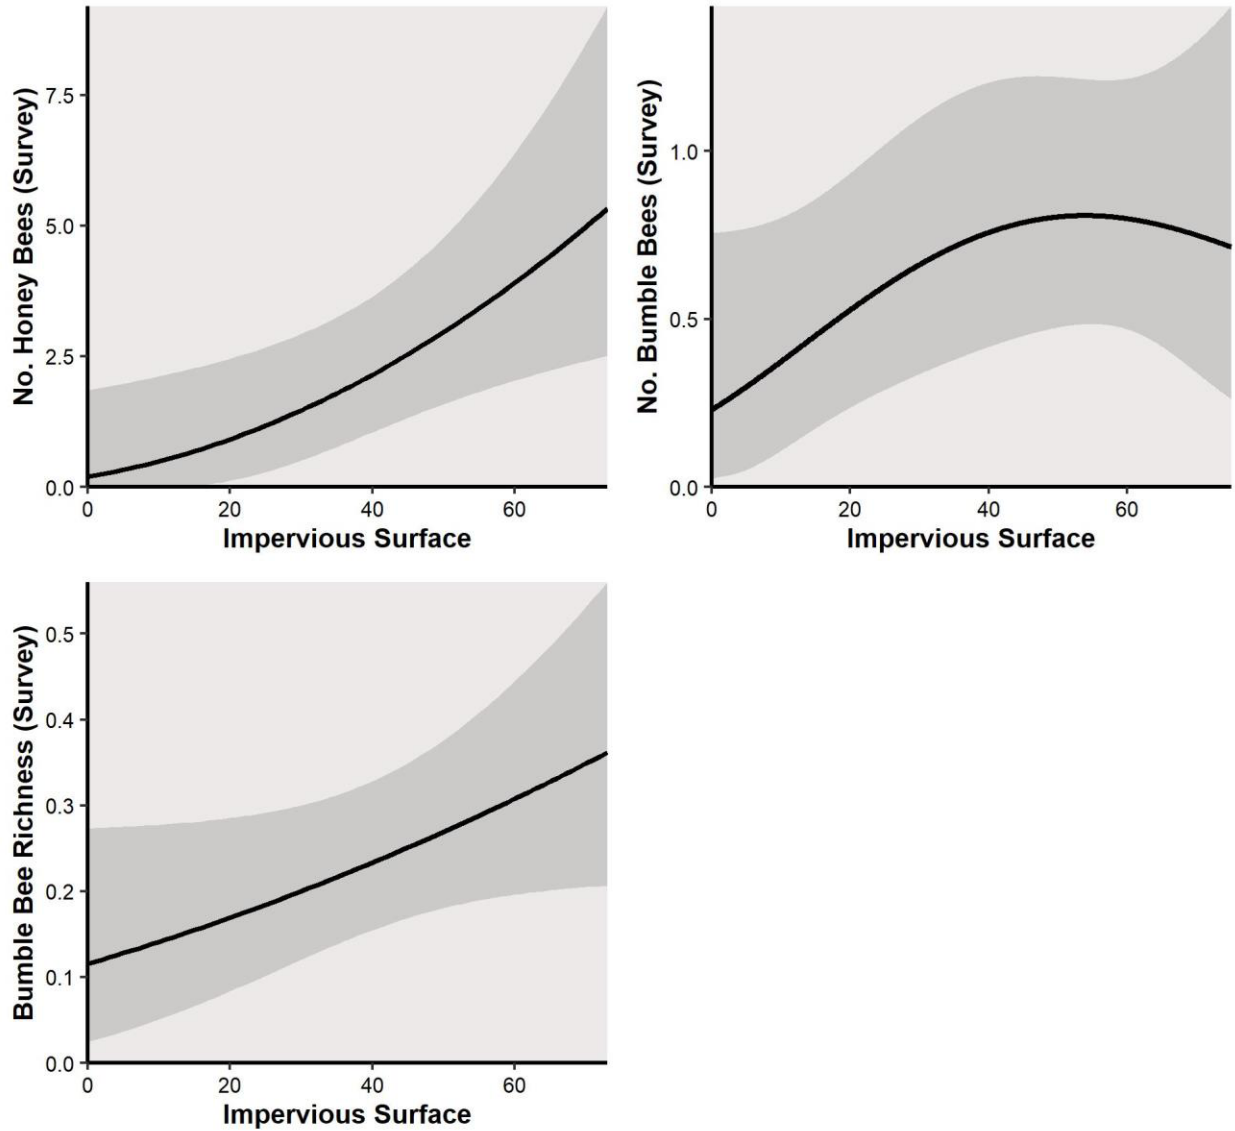 No. Honey Bees (Survey)
7.5
5.0
2.5
0.0
0 20 40 60
Impervious Surface
No. Bumble Bees (Survey)
1.0
0.5
0.0
0 20 40 60
Impervious Surface
Bumble Bee Richness (Survey)
0.5
0.4
0.3
0.2
0.1
0.0
0 20 40 60
Impervious Surface